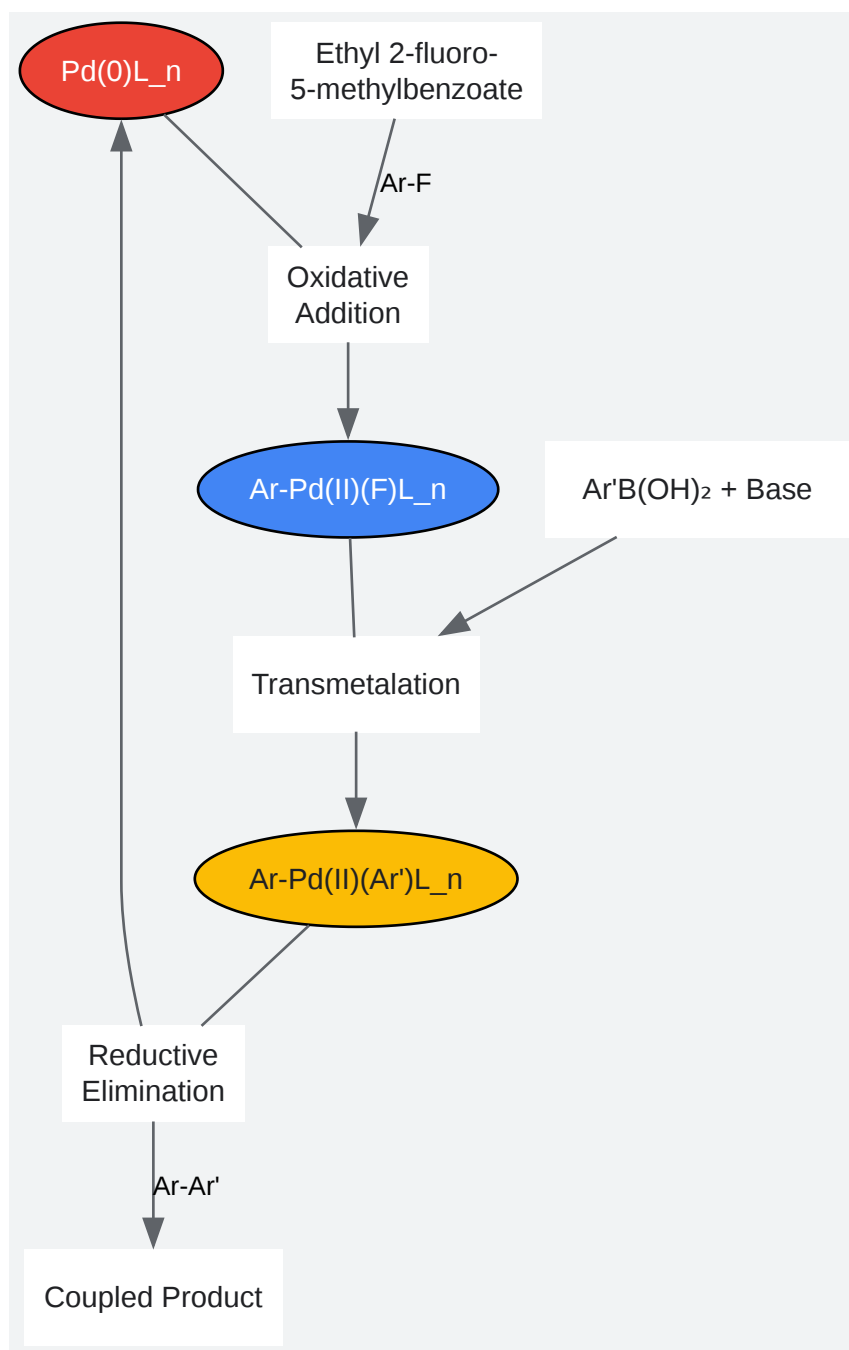 Pd(0)L_n
Ethyl 2-fluoro-
5-methylbenzoate
Ar-F
Oxidative
Addition
Ar-Pd(II)(F)L_n
Ar'B(OH)₂ + Base
Transmetalation
Ar-Pd(II)(Ar')L_n
Reductive
Elimination
Ar-Ar'
Coupled Product